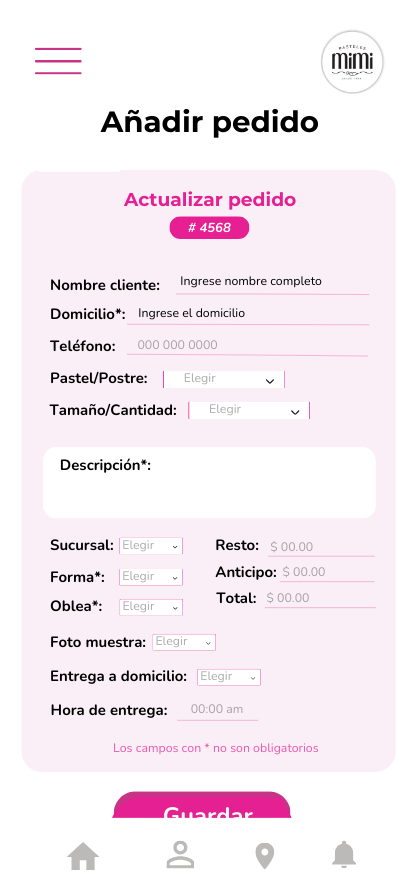 PASTELES
mimi
Añadir pedido
Actualizar pedido
# 4568
Nombre cliente: Ingrese nombre completo
Domicilio*: Ingrese el domicilio
Teléfono: 000 000 0000
Pastel/Postre: Elegir
Tamaño/Cantidad: Elegir
Descripción*:
Sucursal: Elegir
Resto: $ 00.00
Forma*: Elegir
Anticipo: $ 00.00
Oblea*: Elegir
Total: $ 00.00
Foto muestra: Elegir
Entrega a domicilio: Elegir
Hora de entrega: 00:00 am
Los campos con * no son obligatorios
Guardar